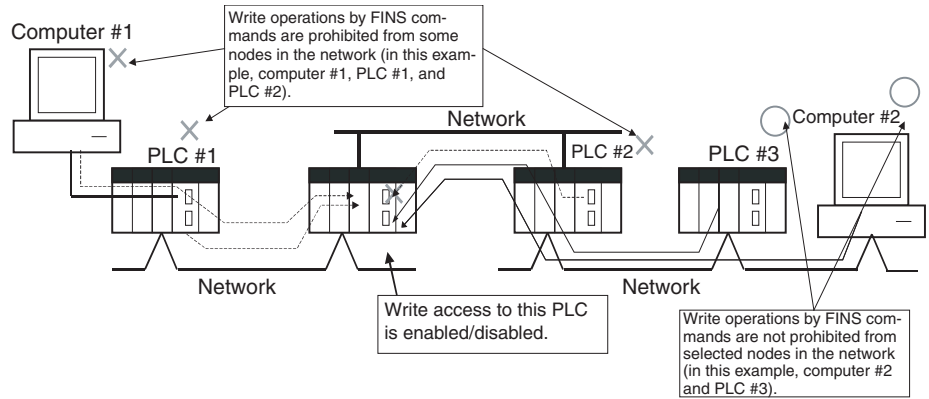 Write operations by FINS com-
mands are prohibited from some
nodes in the network (in this exam-
ple, computer #1, PLC #1, and
PLC #2).
Computer #1
Network
Computer #2
PLC #1
PLC #2
PLC #3
Network
Network
Write access to this PLC
is enabled/disabled.
Write operations by FINS com-
mands are not prohibited from
selected nodes in the network
(in this example, computer #2
and PLC #3).